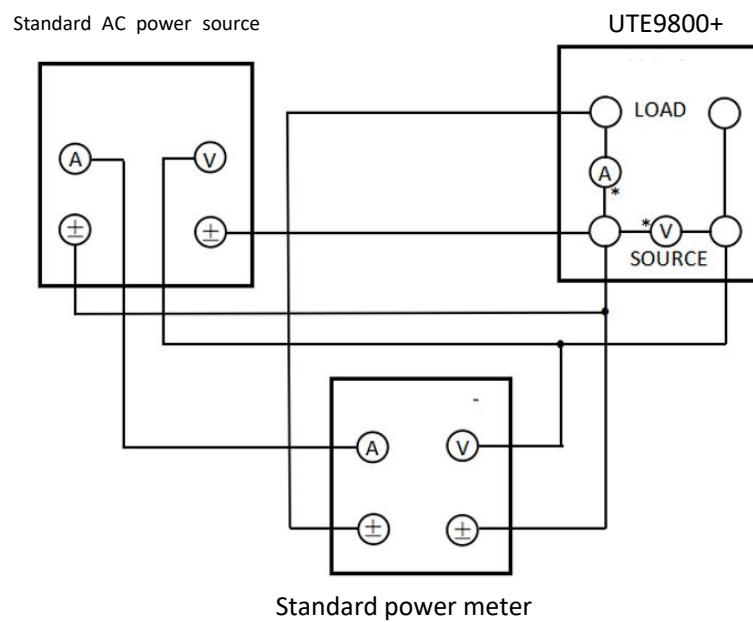 Standard AC power source
UTE9800+
LOAD
A
V
A
*
± ±
* V
SOURCE
-
A V
± ±
Standard power meter